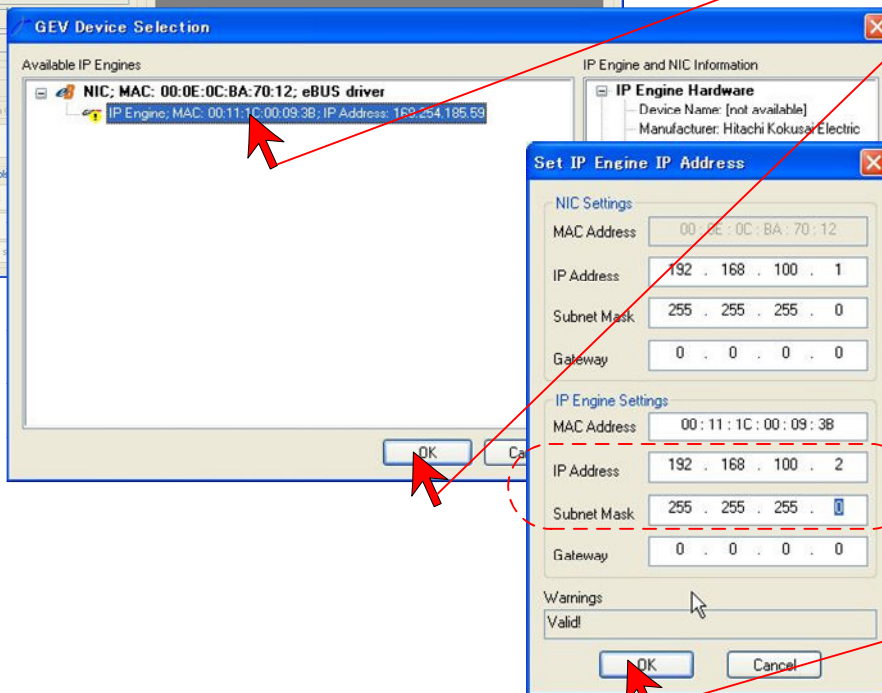 GEV Device Selection
Available IP Engines
NIC; MAC: 00:0E:0C:BA:70:12; eBUS driver
IP Engine; MAC: 00:11:1C:00:09:3B; IP Address: 169.254.185.59
OK
IP Engine and NIC Information
IP Engine Hardware
Device Name: [not available]
Manufacturer: Hitachi Kokusai Electric
Set IP Engine IP Address
NIC Settings
MAC Address 00 : 0E : 0C : BA : 70 : 12
IP Address 192 . 168 . 100 . 1
Subnet Mask 255 . 255 . 255 . 0
Gateway 0 . 0 . 0 . 0
IP Engine Settings
MAC Address 00 : 11 : 1C : 00 : 09 : 3B
IP Address 192 . 168 . 100 . 2
Subnet Mask 255 . 255 . 255 . 0
Gateway 0 . 0 . 0 . 0
Warnings
Valid!
OK Cancel